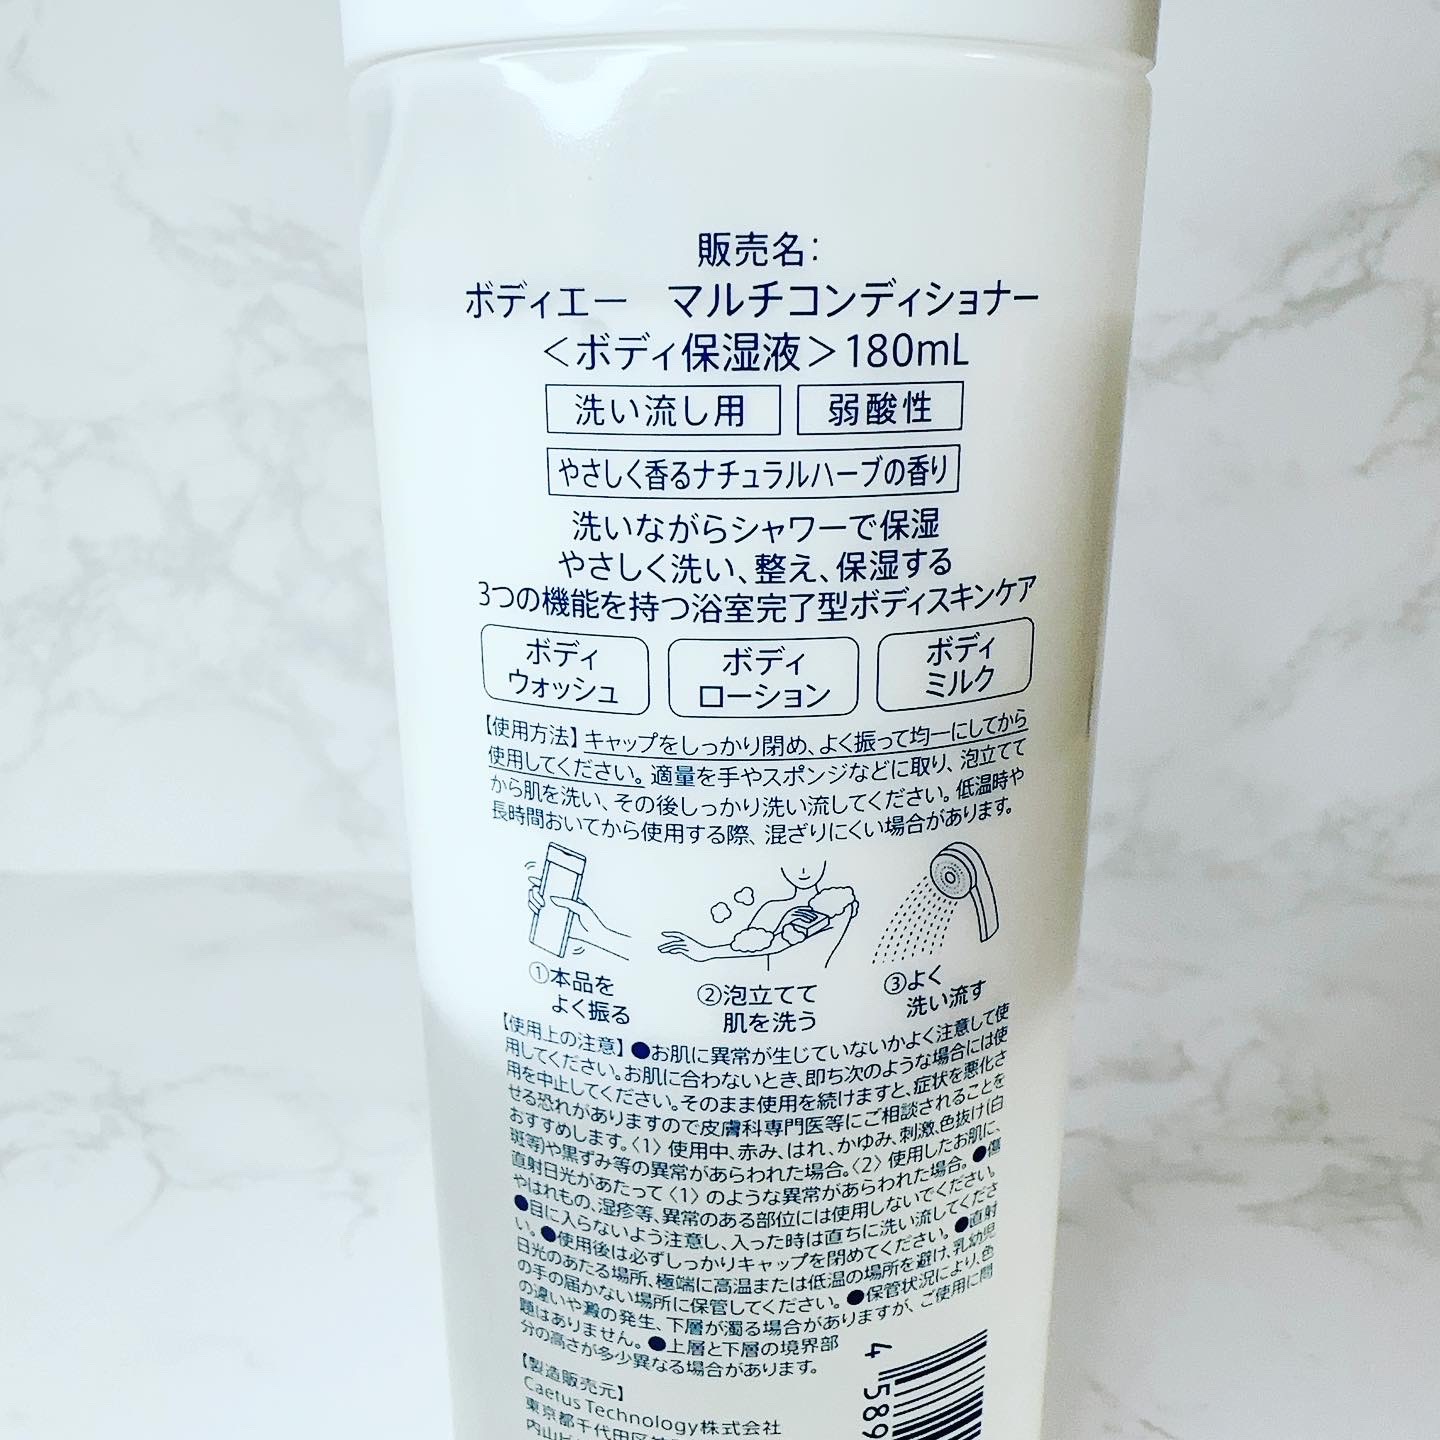 販売名:
ボディエー　マルチコンディショナー
＜ボディ保湿液＞180mL
洗い流し用　弱酸性
やさしく香るナチュラルハーブの香り
洗いながらシャワーで保湿
やさしく洗い、整え、保湿する
3つの機能を持つ浴室完了型ボディスキンケア
ボディ　ボディ　ボディ
ウォッシュ　ローション　ミルク
【使用方法】キャップをしっかり閉め、よく振って均一にしてから
使用してください。適量を手やスポンジなどに取り、泡立てて
から肌を洗い、その後しっかり洗い流してください。低温時や
長時間おいてから使用する際、混ざりにくい場合があります。
①本品を　②泡立てて　③よく
よく振る　肌を洗う　洗い流す
【使用上の注意】●お肌に異常が生じていないかよく注意して使
用してください。お肌に合わないとき、即ち次のような場合には使
用を中止してください。そのまま使用を続けますと、症状を悪化さ
せる恐れがありますので皮膚科専門医等にご相談されることを
おすすめします。〈1〉使用中、赤み、はれ、かゆみ、刺激、色抜け(白
斑等)や黒ずみ等の異常があらわれた場合。〈2〉使用したお肌に、
直射日光があたって〈1〉のような異常があらわれた場合。●傷
やはれもの、湿疹等、異常のある部位には使用しないでください。
●目に入らないよう注意し、入った時は直ちに洗い流してくださ
い。●使用後は必ずしっかりキャップを閉めてください。●直射
日光のあたる場所、極端に高温または低温の場所を避け、乳幼児
の手の届かない場所に保管してください。●保管状況により、色
の違いや澱の発生、下層が濁る場合がありますが、ご使用に問
題はありません。●上層と下層の境界部
分の高さが多少異なる場合があります。
【製造販売元】
Caetus Technology株式会社
東京都千代田区
内山ビ
4 589